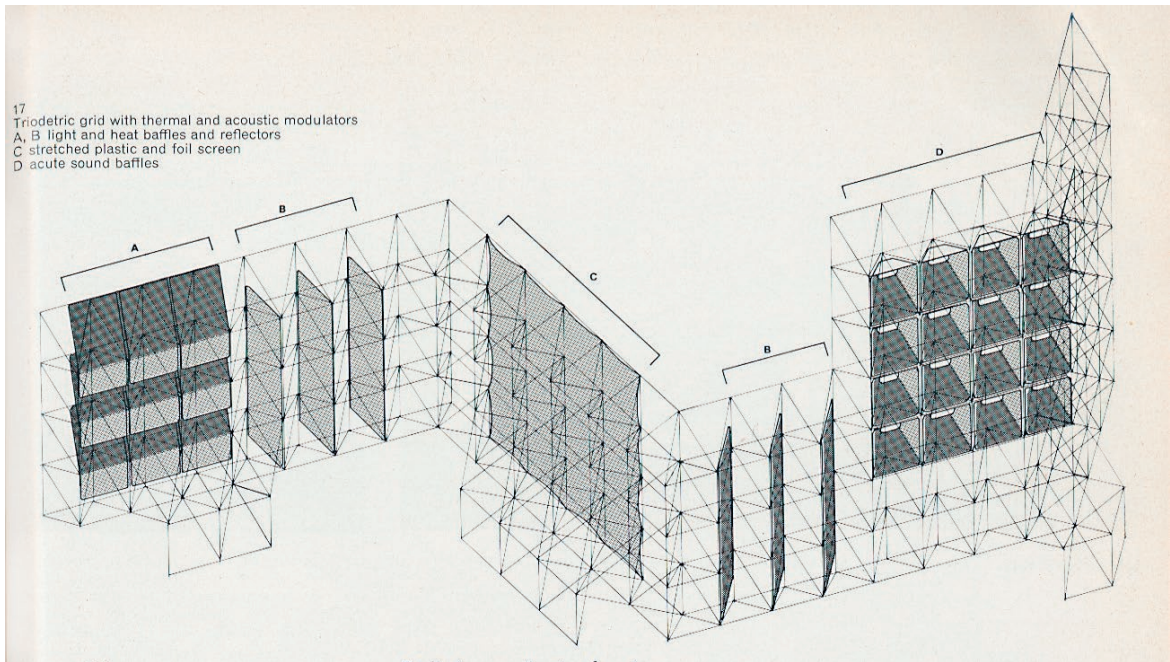 17
Triodetric grid with thermal and acoustic modulators
A, B light and heat baffles and reflectors
C stretched plastic and foil screen
D acute sound baffles
A
B
C
B
D